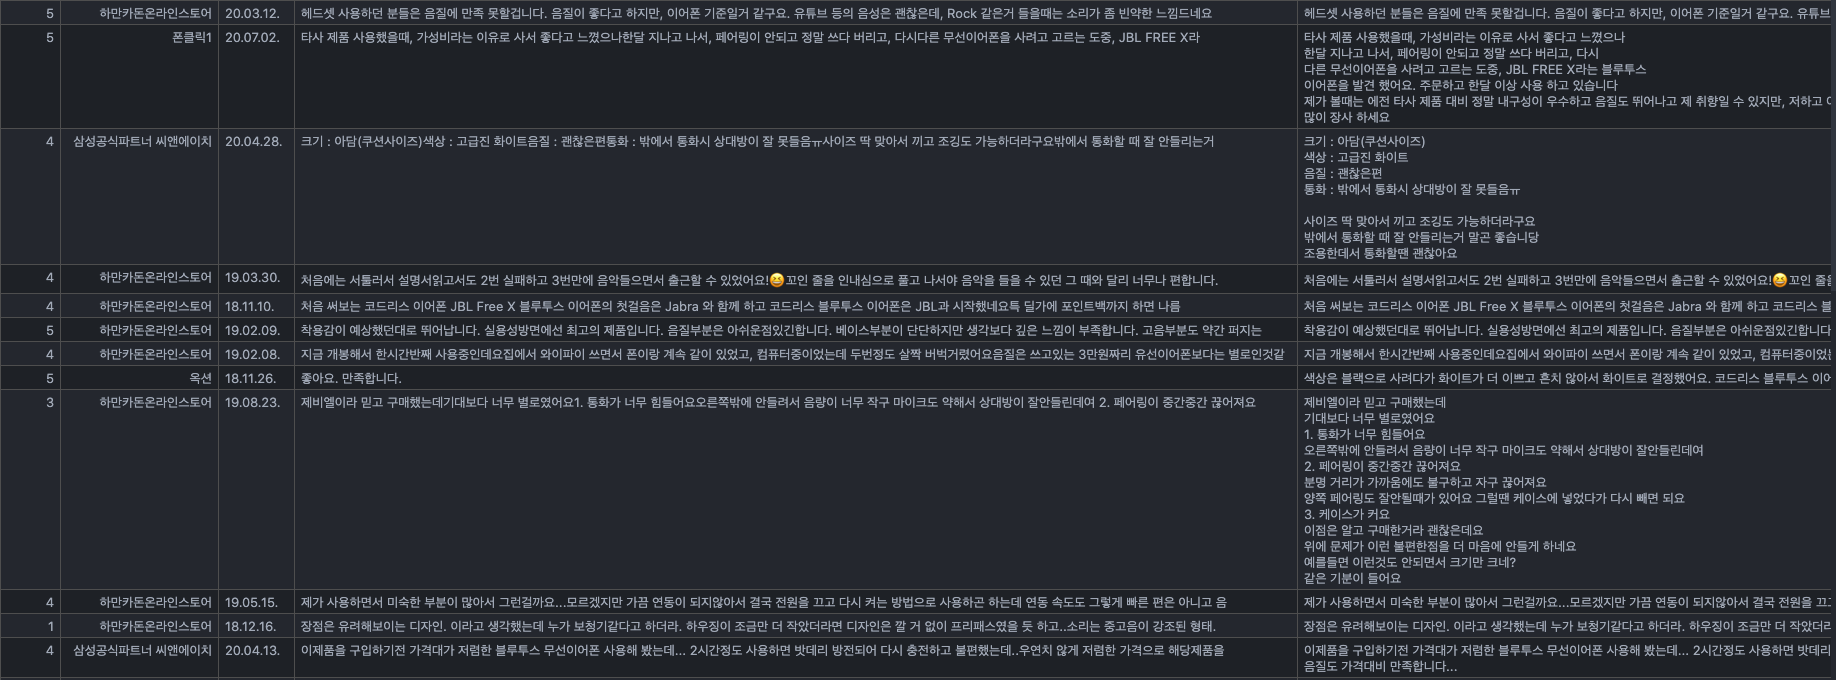 5 하만카돈온라인스토어 20.03.12. 헤드셋 사용하던 분들은 음질에 만족 못할겁니다. 음질이 좋다고 하지만, 이어폰 기준일거 같구요. 유튜브 등의 음성은 괜찮은데, Rock 같은거 들을때는 소리가 좀 빈약한 느낌드네요 헤드셋 사용하던 분들은 음질에 만족 못할겁니다. 음질이 좋다고 하지만, 이어폰 기준일거 같구요. 유튜브
5 폰클릭1 20.07.02. 타사 제품 사용했을때, 가성비라는 이유로 사서 좋다고 느꼈으나한달 지나고 나서, 페어링이 안되고 정말 쓰다 버리고, 다시다른 무선이어폰을 사려고 고르는 도중, JBL FREE X라 타사 제품 사용했을때, 가성비라는 이유로 사서 좋다고 느꼈으나
한달 지나고 나서, 페어링이 안되고 정말 쓰다 버리고, 다시
다른 무선이어폰을 사려고 고르는 도중, JBL FREE X라는 블루투스
이어폰을 발견 했어요. 주문하고 한달 이상 사용 하고 있습니다
제가 볼때는 에전 타사 제품 대비 정말 내구성이 우수하고 음질도 뛰어나고 제 취향일 수 있지만, 저하고
많이 장사 하세요
4 삼성공식파트너 씨앤에이치 20.04.28. 크기 : 아담(쿠션사이즈)색상 : 고급진 화이트음질 : 괜찮은편통화 : 밖에서 통화시 상대방이 잘 못들음ㅠ사이즈 딱 맞아서 끼고 조깅도 가능하더라구요밖에서 통화할 때 잘 안들리는거 크기 : 아담(쿠션사이즈)
색상 : 고급진 화이트
음질 : 괜찮은편
통화 : 밖에서 통화시 상대방이 잘 못들음ㅠ
사이즈 딱 맞아서 끼고 조깅도 가능하더라구요
밖에서 통화할 때 잘 안들리는거 말곤 좋습니당
조용한데서 통화할땐 괜찮아요
4 하만카돈온라인스토어 19.03.30. 처음에는 서툴러서 설명서읽고서도 2번 실패하고 3번만에 음악들으면서 출근할 수 있었어요!😆꼬인 줄을 인내심으로 풀고 나서야 음악을 들을 수 있던 그 때와 달리 너무나 편합니다. 처음에는 서툴러서 설명서읽고서도 2번 실패하고 3번만에 음악들으면서 출근할 수 있었어요!😆꼬인 줄을
4 하만카돈온라인스토어 18.11.10. 처음 써보는 코드리스 이어폰 JBL Free X 블루투스 이어폰의 첫걸음은 Jabra 와 함께 하고 코드리스 블루투스 이어폰은 JBL과 시작했네요특 딜가에 포인트백까지 하면 나름 처음 써보는 코드리스 이어폰 JBL Free X 블루투스 이어폰의 첫걸음은 Jabra 와 함께 하고 코드리스
5 하만카돈온라인스토어 19.02.09. 착용감이 예상했던대로 뛰어납니다. 실용성방면에선 최고의 제품입니다. 음질부분은 아쉬운점있긴합니다. 베이스부분이 단단하지만 생각보다 깊은 느낌이 부족합니다. 고음부분도 약간 퍼지는 착용감이 예상했던대로 뛰어납니다. 실용성방면에선 최고의 제품입니다. 음질부분은 아쉬운점있긴합니다
4 하만카돈온라인스토어 19.02.08. 지금 개봉해서 한시간반째 사용중인데요집에서 와이파이 쓰면서 폰이랑 계속 같이 있었고, 컴퓨터중이었는데 두번정도 살짝 버벅거렸어요음질은 쓰고있는 3만원짜리 유선이어폰보다는 별로인것같 지금 개봉해서 한시간반째 사용중인데요집에서 와이파이 쓰면서 폰이랑 계속 같이 있었고, 컴퓨터중이었는
5 옥션 18.11.26. 좋아요. 만족합니다. 색상은 블랙으로 사려다가 화이트가 더 이쁘고 흔치 않아서 화이트로 결정했어요. 코드리스 블루투스
3 하만카돈온라인스토어 19.08.23. 제비엘이라 믿고 구매했는데기대보다 너무 별로였어요1. 통화가 너무 힘들어요오른쪽밖에 안들려서 음량이 너무 작구 마이크도 약해서 상대방이 잘안들린데여 2. 페어링이 중간중간 끊어져요 제비엘이라 믿고 구매했는데
기대보다 너무 별로였어요
1. 통화가 너무 힘들어요
오른쪽밖에 안들려서 음량이 너무 작구 마이크도 약해서 상대방이 잘안들린데여
2. 페어링이 중간중간 끊어져요
분명 거리가 가까움에도 불구하고 자구 끊어져요
양쪽 페어링도 잘안될때가 있어요 그럴땐 케이스에 넣었다가 다시 빼면 되요
3. 케이스가 커요
이점은 알고 구매한거라 괜찮은데요
위에 문제가 이런 불편한점을 더 마음에 안들게 하네요
예를들면 이런것도 안되면서 크기만 크네?
같은 기분이 들어요
4 하만카돈온라인스토어 19.05.15. 제가 사용하면서 미숙한 부분이 많아서 그런걸까요...모르겠지만 가끔 연동이 되지않아서 결국 전원을 끄고 다시 켜는 방법으로 사용하곤 하는데 연동 속도도 그렇게 빠른 편은 아니고 음 제가 사용하면서 미숙한 부분이 많아서 그런걸까요...모르겠지만 가끔 연동이 되지않아서 결국 전원을 끄고
1 하만카돈온라인스토어 18.12.16. 장점은 유려해보이는 디자인. 이라고 생각했는데 누가 보청기같다고 하더라. 하우징이 조금만 더 작았더라면 디자인은 깔 거 없이 프리패스였을 듯 하고..소리는 중고음이 강조된 형태. 장점은 유려해보이는 디자인. 이라고 생각했는데 누가 보청기같다고 하더라. 하우징이 조금만 더 작았더라
4 삼성공식파트너 씨앤에이치 20.04.13. 이제품을 구입하기전 가격대가 저렴한 블루투스 무선이어폰 사용해 봤는데... 2시간정도 사용하면 밧데리 방전되어 다시 충전하고 불편했는데..우연치 않게 저렴한 가격으로 해당제품을 이제품을 구입하기전 가격대가 저렴한 블루투스 무선이어폰 사용해 봤는데... 2시간정도 사용하면 밧데리
음질도 가격대비 만족합니다...